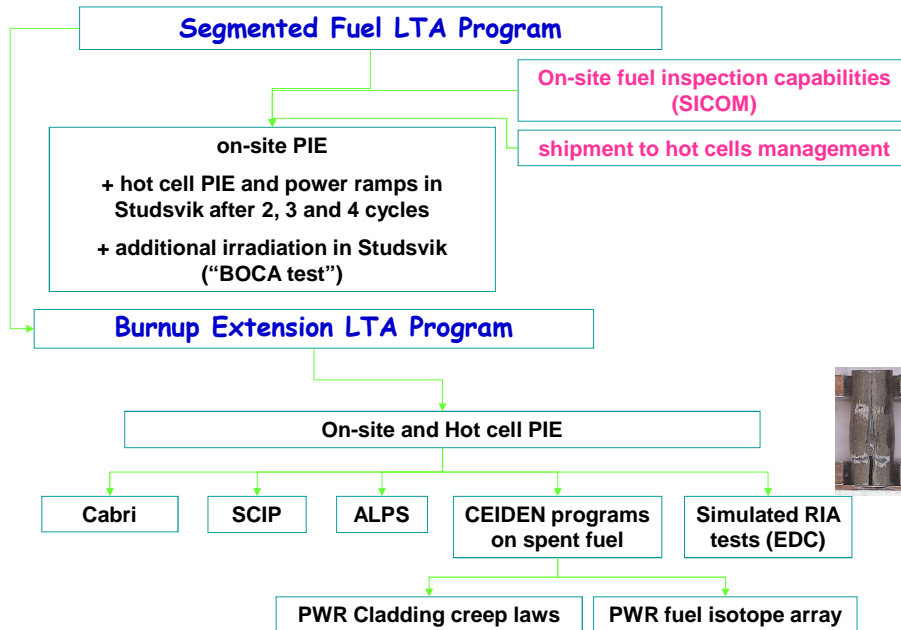 Segmented Fuel LTA Program
On-site fuel inspection capabilities
(SICOM)
shipment to hot cells management
on-site PIE
+ hot cell PIE and power ramps in
Studsvik after 2, 3 and 4 cycles
+ additional irradiation in Studsvik
(“BOCA test”)
Burnup Extension LTA Program
On-site and Hot cell PIE
Cabri
SCIP
ALPS
CEIDEN programs
on spent fuel
Simulated RIA
tests (EDC)
PWR Cladding creep laws
PWR fuel isotope array